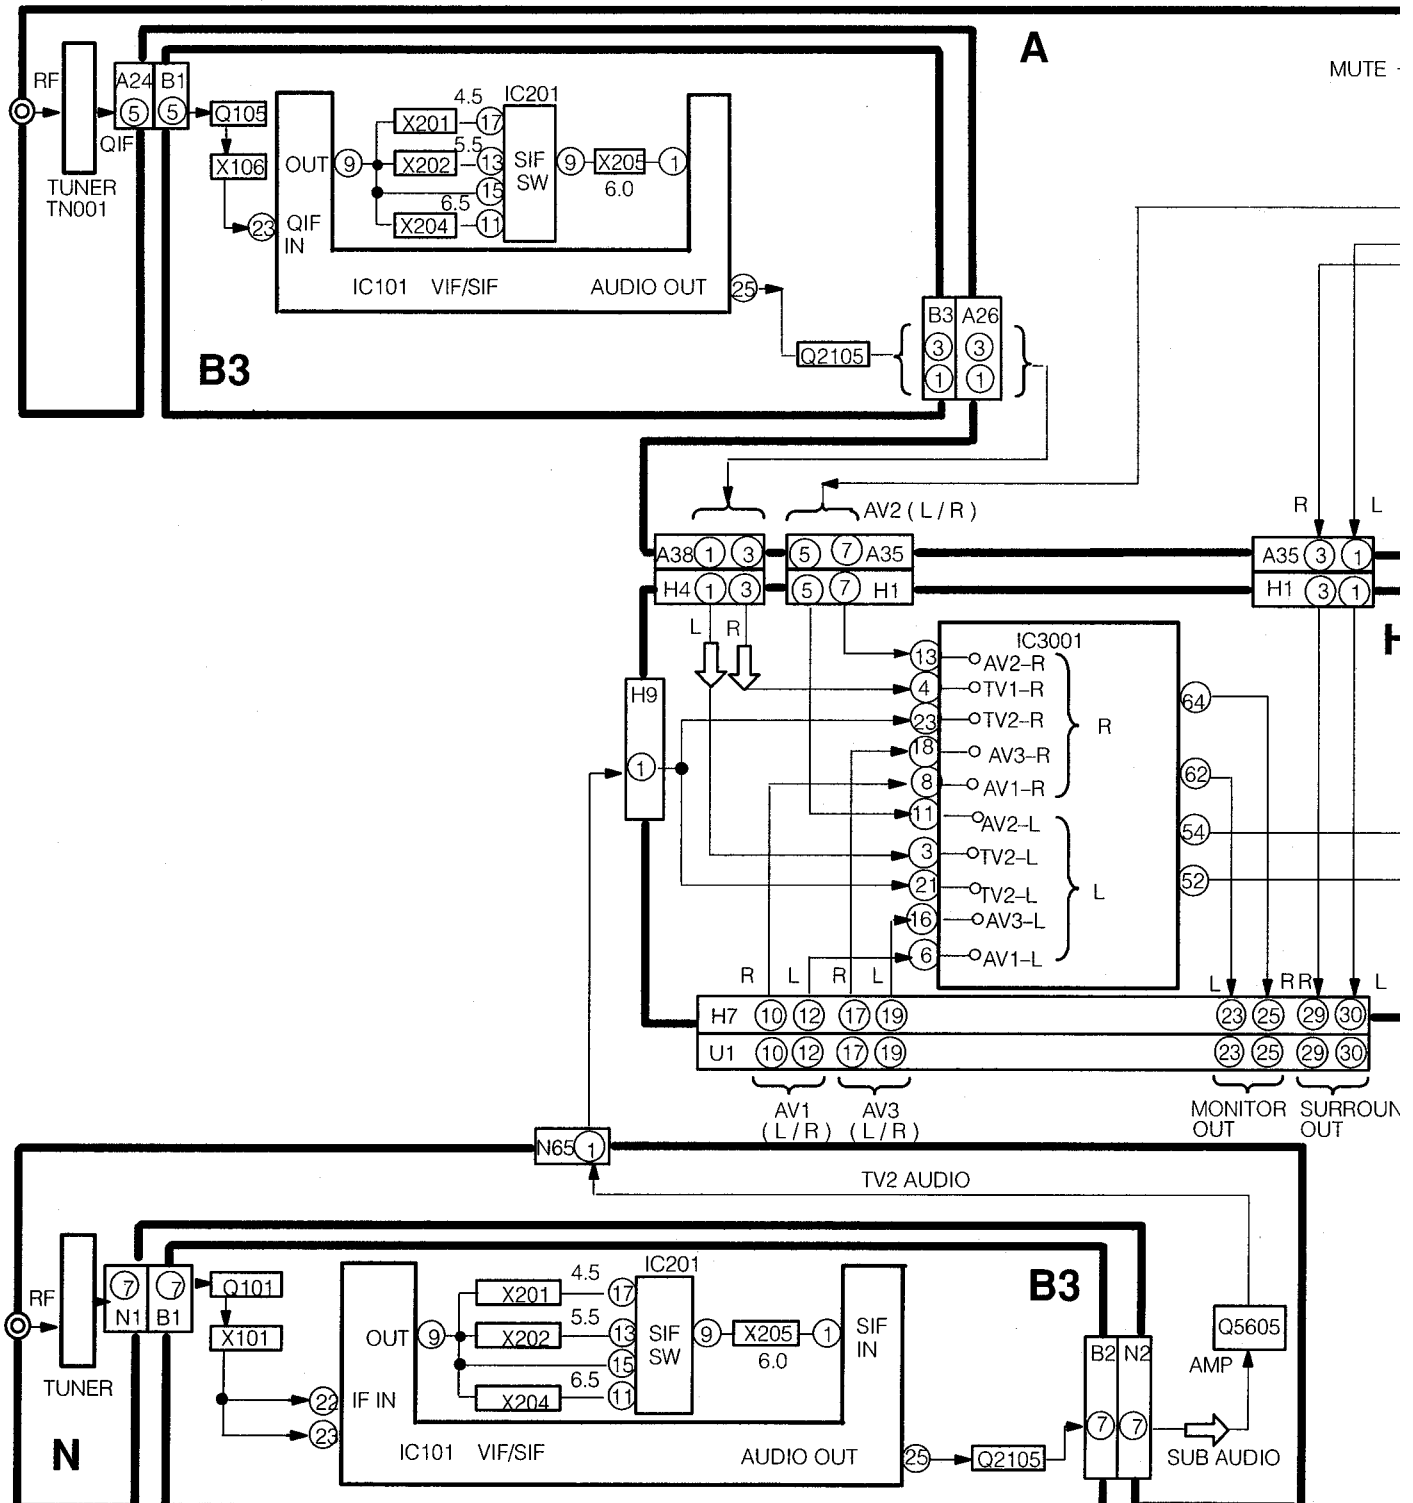 A
MUTE
RF
A24 B1
5 5
QIF
TUNER
TN001
Q105
X106
23
OUT
QIF
IN
9
X201
X202
X204
4.5
5.5
6.5
17
13
15
11
IC201
SIF
SW
9
X205
6.0
1
IC101 VIF/SIF
AUDIO OUT
25
Q2105
B3 A26
3 3
1 1
B3
AV2 ( L / R )
R L
A38 1 3
5 7 A35
A35 3 1
H4 1 3
5 7 H1
H1 3 1
L R
H9
1
IC3001
13 AV2-R
4 TV1-R
23 TV2-R
18 AV3-R
8 AV1-R
R
11 AV2-L
3 TV2-L
21 TV2-L
16 AV3-L
6 AV1-L
L
64
62
54
52
R L R L
L R R L
H7 10 12 17 19 23 25 29 30
U1 10 12 17 19 23 25 29 30
AV1
( L / R )
AV3
( L / R )
MONITOR
OUT
SURROUN
OUT
N65 1
TV2 AUDIO
RF
TUNER
7 7
N1 B1
Q101
X101
22
23
OUT
IF IN
9
X201
X202
X204
4.5
5.5
6.5
17
13
15
11
IC201
SIF
SW
9
X205
6.0
1
SIF
IN
IC101 VIF/SIF
AUDIO OUT
25
Q2105
B3
B2 N2
7 7
SUB AUDIO
AMP
Q5605
N